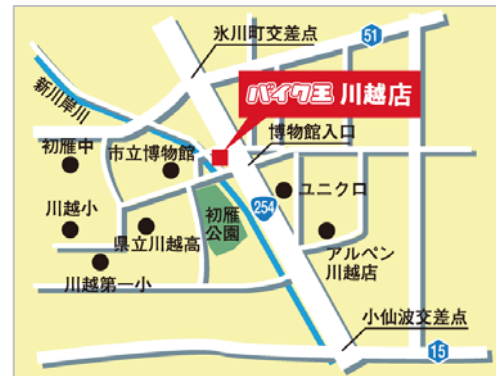 氷川町交差点
51
新川岸川
バイク王 川越店
初雁中
市立博物館
博物館入口
川越小
県立川越高
初雁
公園
254
ユニクロ
アルペン
川越店
川越第一小
小仙波交差点
15